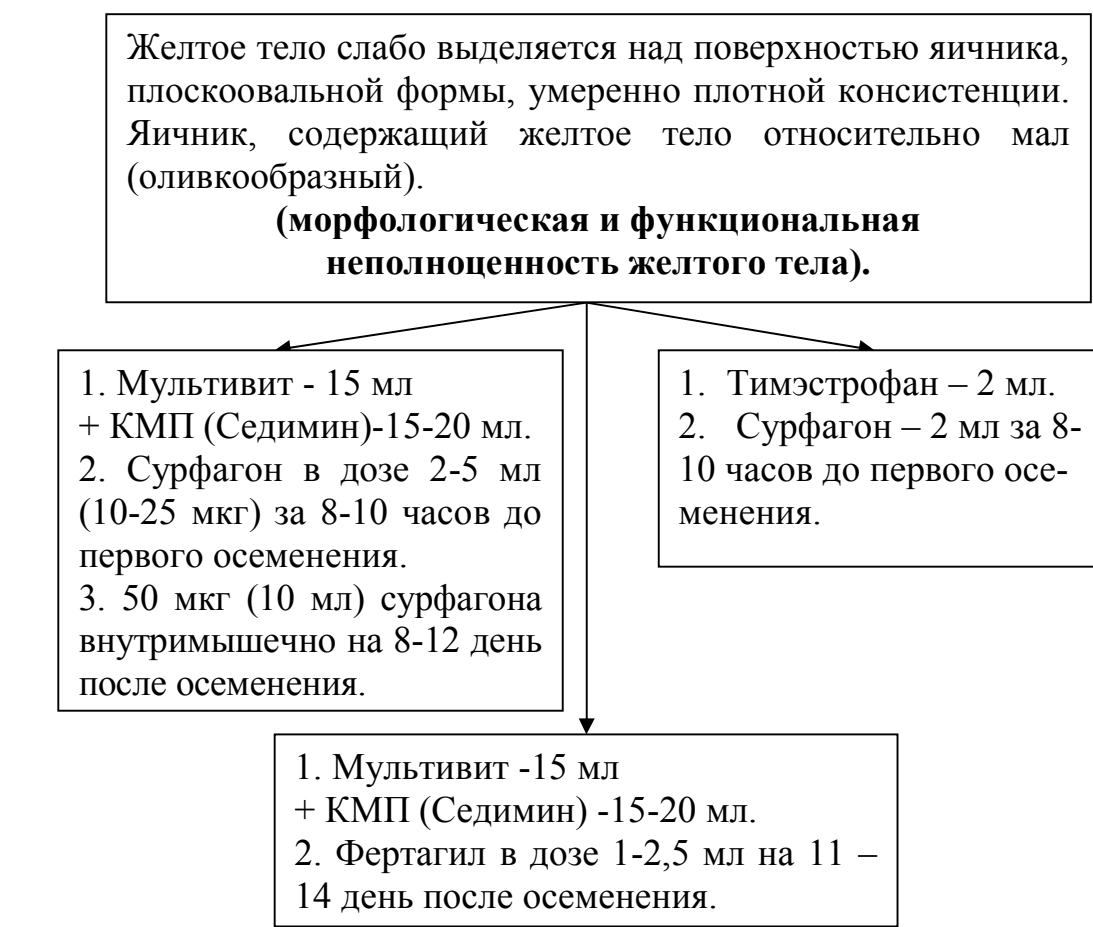 Желтое тело слабо выделяется над поверхностью яичника,
плоскоовальной формы, умеренно плотной консистенции.
Яичник, содержащий желтое тело относительно мал
(оливкообразный).
(морфологическая и функциональная
неполноценность желтого тела).
1. Мультивит - 15 мл
+ КМП (Седимин)-15-20 мл.
2. Сурфагон в дозе 2-5 мл
(10-25 мкг) за 8-10 часов до
первого осеменения.
3. 50 мкг (10 мл) сурфагона
внутримышечно на 8-12 день
после осеменения.
1. Тимэстрофан – 2 мл.
2. Сурфагон – 2 мл за 8-
10 часов до первого осе-
менения.
1. Мультивит -15 мл
+ КМП (Седимин) -15-20 мл.
2. Фертагил в дозе 1-2,5 мл на 11 –
14 день после осеменения.